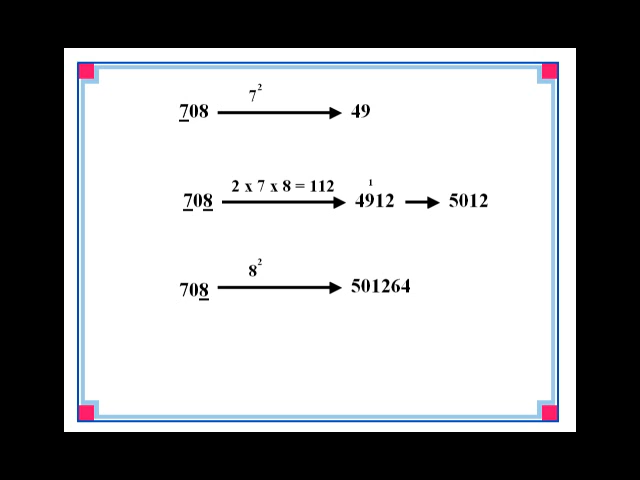 7²
708 49
2 x 7 x 8 = 112 1
708 4912 5012
8²
708 501264